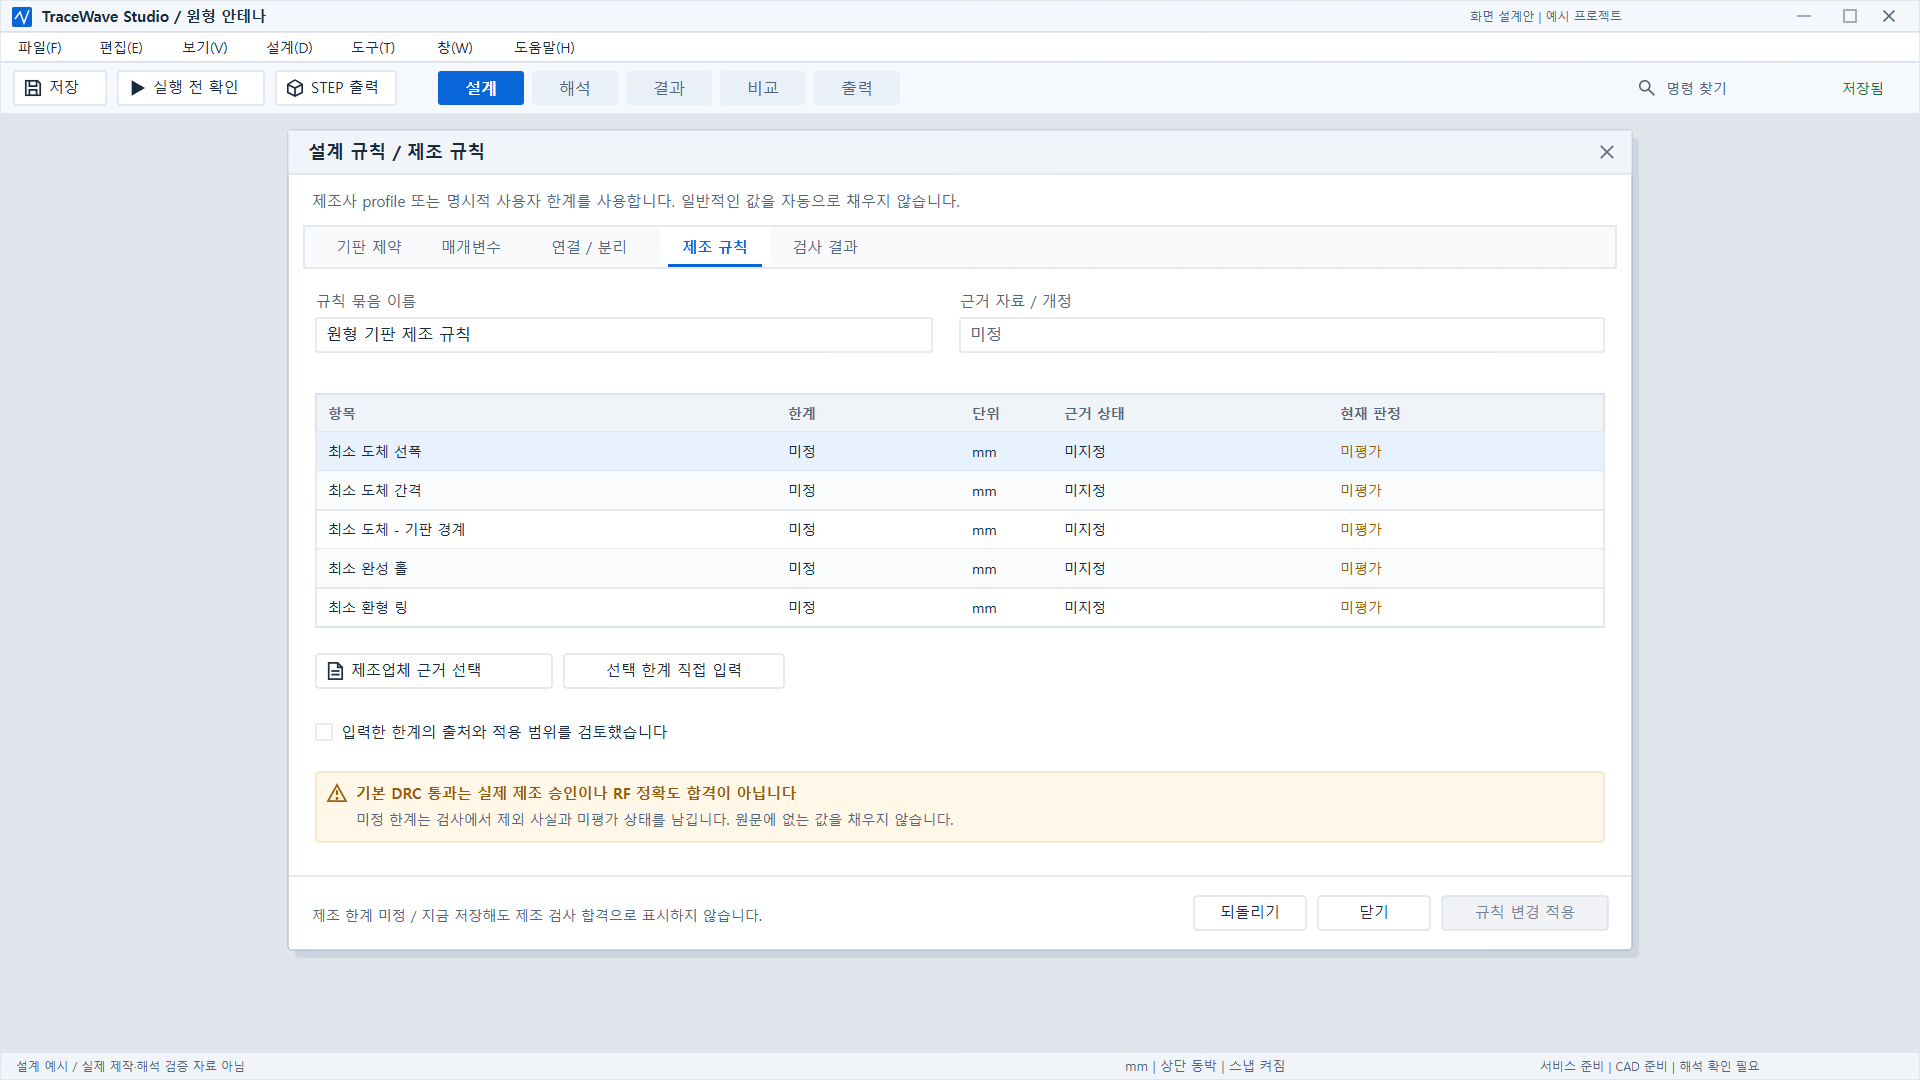 TraceWave Studio / 원형 안테나
화면 설계안 | 예시 프로젝트
파일(F) 편집(E) 보기(V) 설계(D) 도구(T) 창(W) 도움말(H)
저장 실행 전 확인 STEP 출력 설계 해석 결과 비교 출력 명령 찾기 저장됨
설계 규칙 / 제조 규칙
제조사 profile 또는 명시적 사용자 한계를 사용합니다. 일반적인 값을 자동으로 채우지 않습니다.
기판 제약 매개변수 연결 / 분리 제조 규칙 검사 결과
규칙 묶음 이름 근거 자료 / 개정
원형 기판 제조 규칙 미정
항목 한계 단위 근거 상태 현재 판정
최소 도체 선폭 미정 mm 미지정 미평가
최소 도체 간격 미정 mm 미지정 미평가
최소 도체 - 기판 경계 미정 mm 미지정 미평가
최소 완성 홀 미정 mm 미지정 미평가
최소 환형 링 미정 mm 미지정 미평가
제조업체 근거 선택 선택 한계 직접 입력
입력한 한계의 출처와 적용 범위를 검토했습니다
기본 DRC 통과는 실제 제조 승인이나 RF 정확도 합격이 아닙니다
미정 한계는 검사에서 제외 사실과 미평가 상태를 남깁니다. 원문에 없는 값을 채우지 않습니다.
제조 한계 미정 / 지금 저장해도 제조 검사 합격으로 표시하지 않습니다.
되돌리기 닫기 규칙 변경 적용
설계 예시 / 실제 제작·해석 검증 자료 아님
mm | 상단 동박 | 스냅 켜짐
서비스 준비 | CAD 준비 | 해석 확인 필요